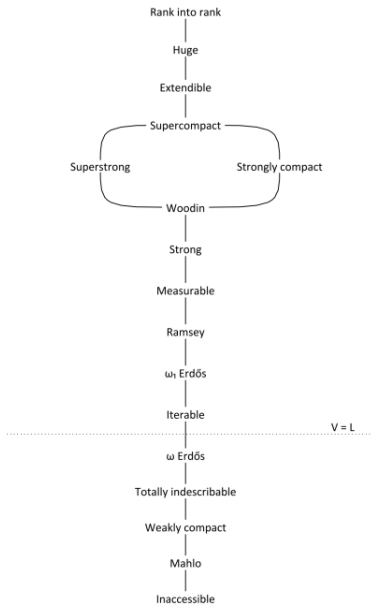 Rank into rank
Huge
Extendible
Supercompact
Superstrong
Strongly compact
Woodin
Strong
Measurable
Ramsey
ω₁ Erdős
Iterable
V = L
ω Erdős
Totally indescribable
Weakly compact
Mahlo
Inaccessible